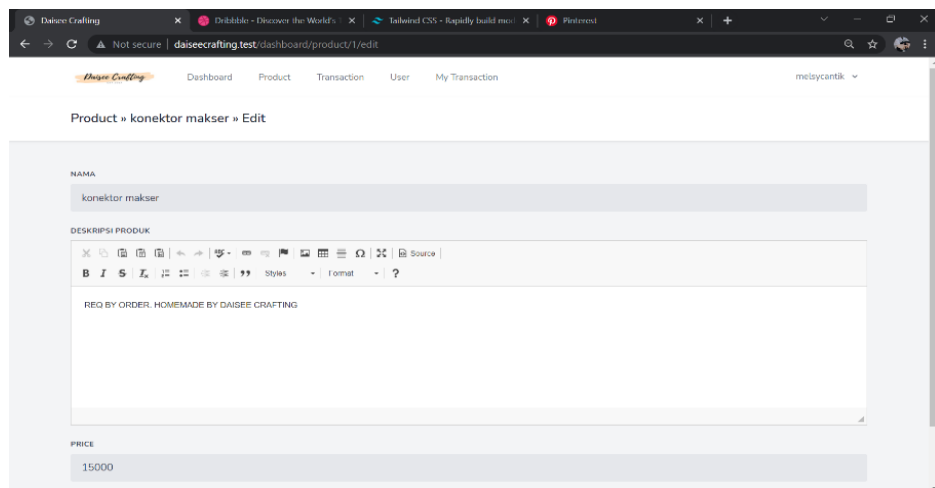 Daisee Crafting
Dribbble - Discover the World's
Tailwind CSS - Rapidly build mod
Pinterest
Not secure | daiseecrafting.test/dashboard/product/1/edit
Daisee Crafting Dashboard Product Transaction User My Transaction melsycantik
Product » konektor makser » Edit
NAMA
konektor makser
DESKRIPSI PRODUK
Source
B I S Ix Styles Format ?
REQ BY ORDER. HOMEMADE BY DAISEE CRAFTING
PRICE
15000